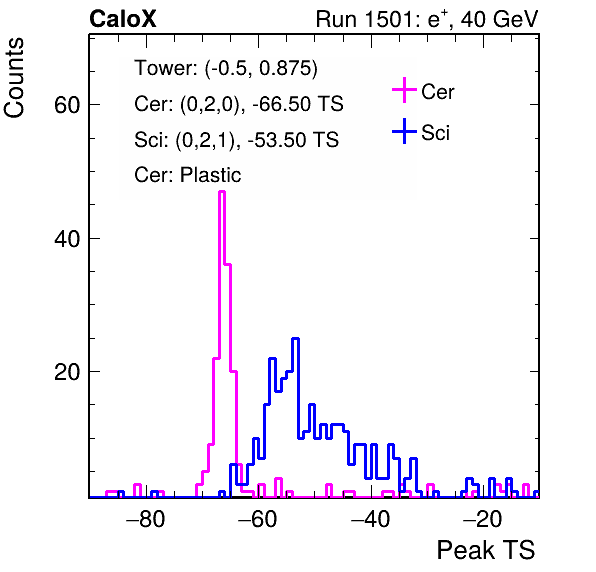 CaloX Run 1501: e⁺, 40 GeV
Counts
Tower: (-0.5, 0.875)
Cer: (0,2,0), -66.50 TS
Sci: (0,2,1), -53.50 TS
Cer: Plastic
Cer
Sci
60
40
20
−80 −60 −40 −20
Peak TS